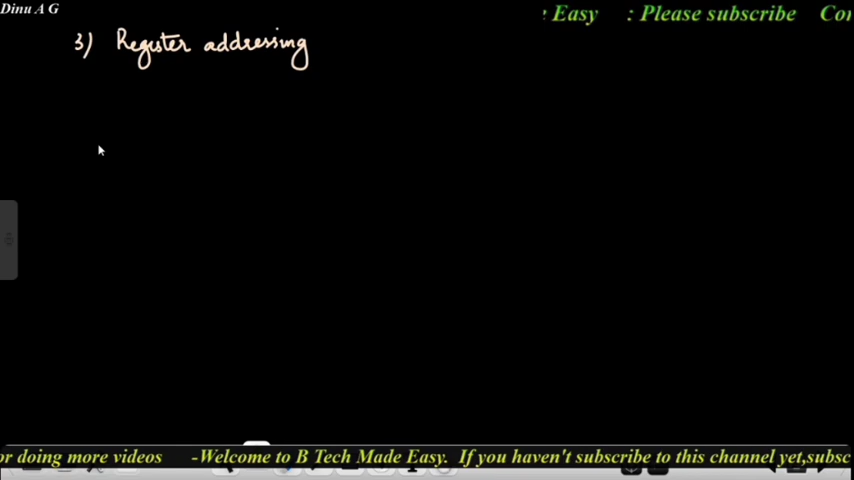 Dinu A G
Easy : Please subscribe
3) Register addressing
or doing more videos -Welcome to B Tech Made Easy. If you haven't subscribe to this channel yet,subsc